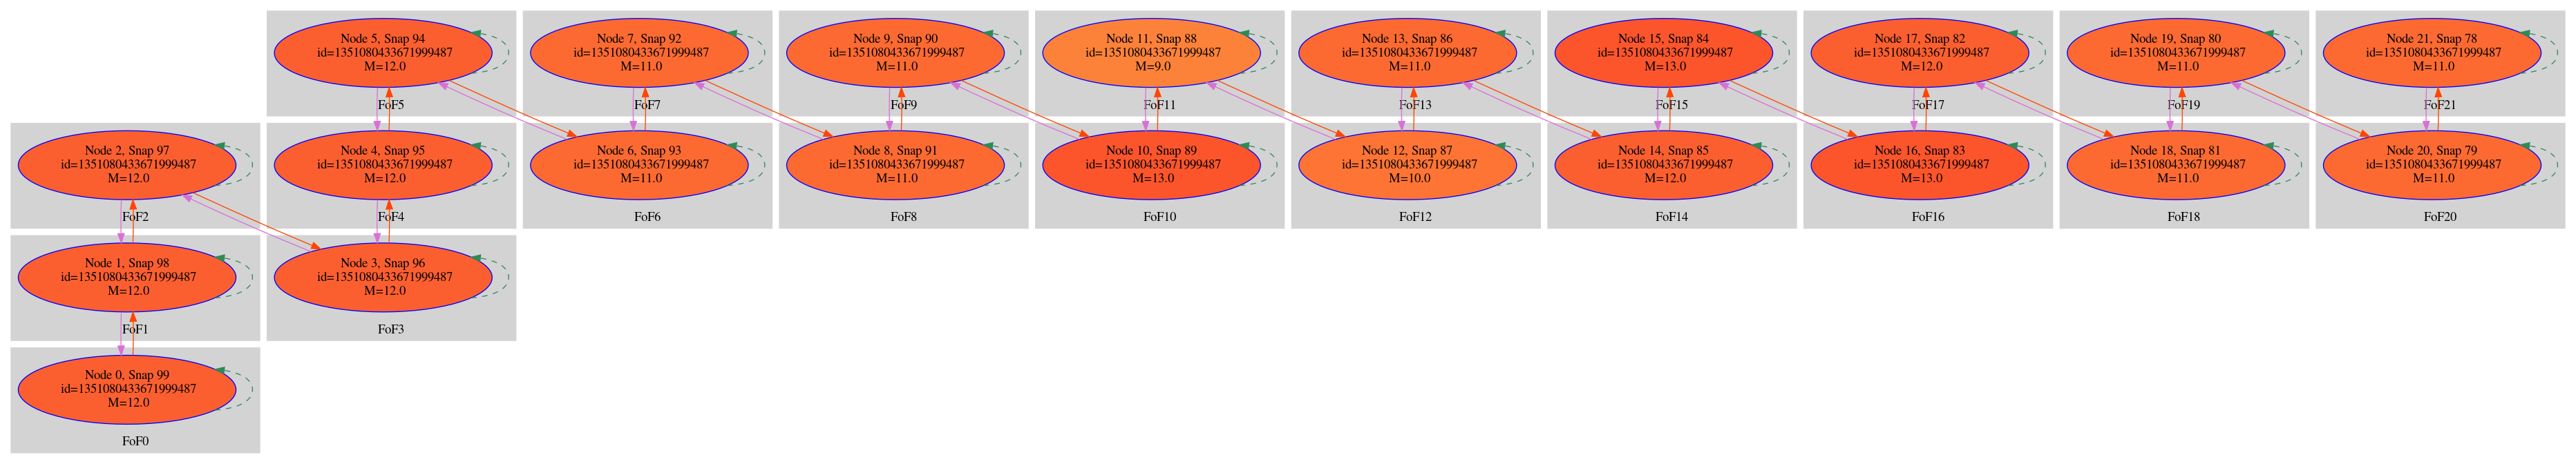 Node 5, Snap 94
id=1351080433671999487
M=12.0
FoF5
Node 7, Snap 92
id=1351080433671999487
M=11.0
FoF7
Node 9, Snap 90
id=1351080433671999487
M=11.0
FoF9
Node 11, Snap 88
id=1351080433671999487
M=9.0
FoF11
Node 13, Snap 86
id=1351080433671999487
M=11.0
FoF13
Node 15, Snap 84
id=1351080433671999487
M=13.0
FoF15
Node 17, Snap 82
id=1351080433671999487
M=12.0
FoF17
Node 19, Snap 80
id=1351080433671999487
M=11.0
FoF19
Node 21, Snap 78
id=1351080433671999487
M=11.0
FoF21
Node 2, Snap 97
id=1351080433671999487
M=12.0
FoF2
Node 4, Snap 95
id=1351080433671999487
M=12.0
FoF4
Node 6, Snap 93
id=1351080433671999487
M=11.0
FoF6
Node 8, Snap 91
id=1351080433671999487
M=11.0
FoF8
Node 10, Snap 89
id=1351080433671999487
M=13.0
FoF10
Node 12, Snap 87
id=1351080433671999487
M=10.0
FoF12
Node 14, Snap 85
id=1351080433671999487
M=12.0
FoF14
Node 16, Snap 83
id=1351080433671999487
M=13.0
FoF16
Node 18, Snap 81
id=1351080433671999487
M=11.0
FoF18
Node 20, Snap 79
id=1351080433671999487
M=11.0
FoF20
Node 1, Snap 98
id=1351080433671999487
M=12.0
FoF1
Node 3, Snap 96
id=1351080433671999487
M=12.0
FoF3
Node 0, Snap 99
id=1351080433671999487
M=12.0
FoF0